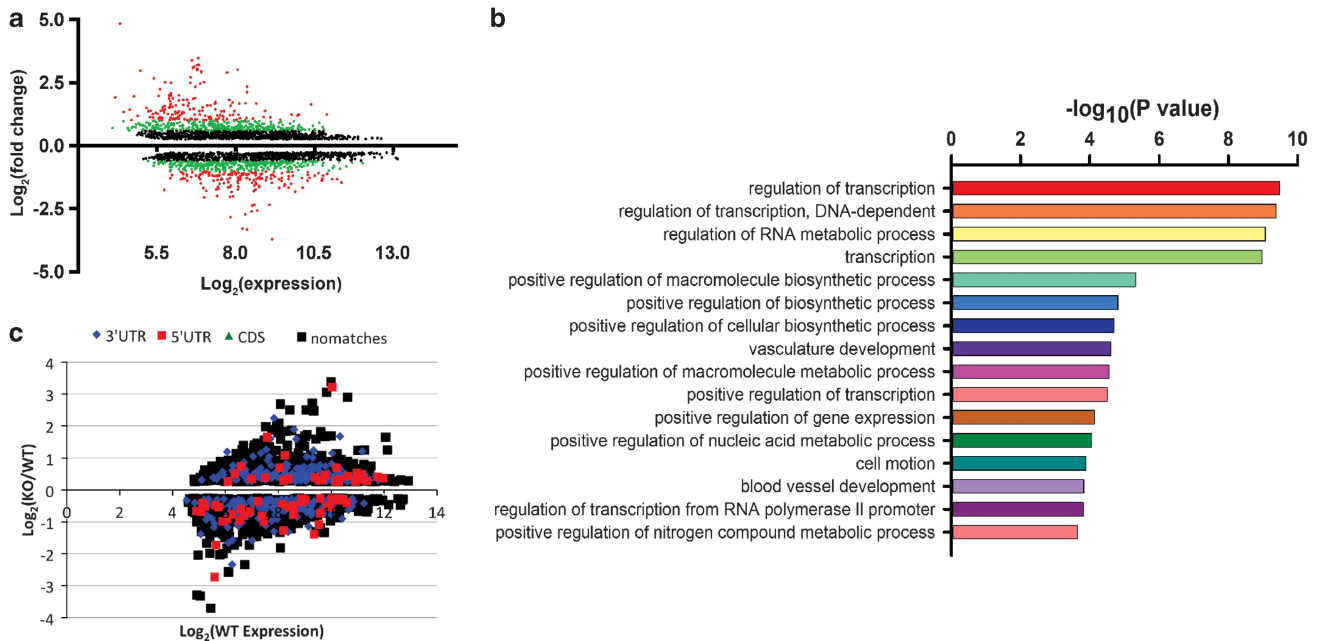 a
5.0
2.5
0.0
-2.5
-5.0
Log2(fold change)
5.5 8.0 10.5 13.0
Log2(expression)
b
-log10(P value)
0 2 4 6 8 10
regulation of transcription
regulation of transcription, DNA-dependent
regulation of RNA metabolic process
transcription
positive regulation of macromolecule biosynthetic process
positive regulation of biosynthetic process
positive regulation of cellular biosynthetic process
vasculature development
positive regulation of macromolecule metabolic process
positive regulation of transcription
positive regulation of gene expression
positive regulation of nucleic acid metabolic process
cell motion
blood vessel development
regulation of transcription from RNA polymerase II promoter
positive regulation of nitrogen compound metabolic process
c
3'UTR 5'UTR CDS nomatches
4
3
2
1
0
-1
-2
-3
-4
Log2(KO/WT)
0 2 4 12 14
Log2(WT Expression)